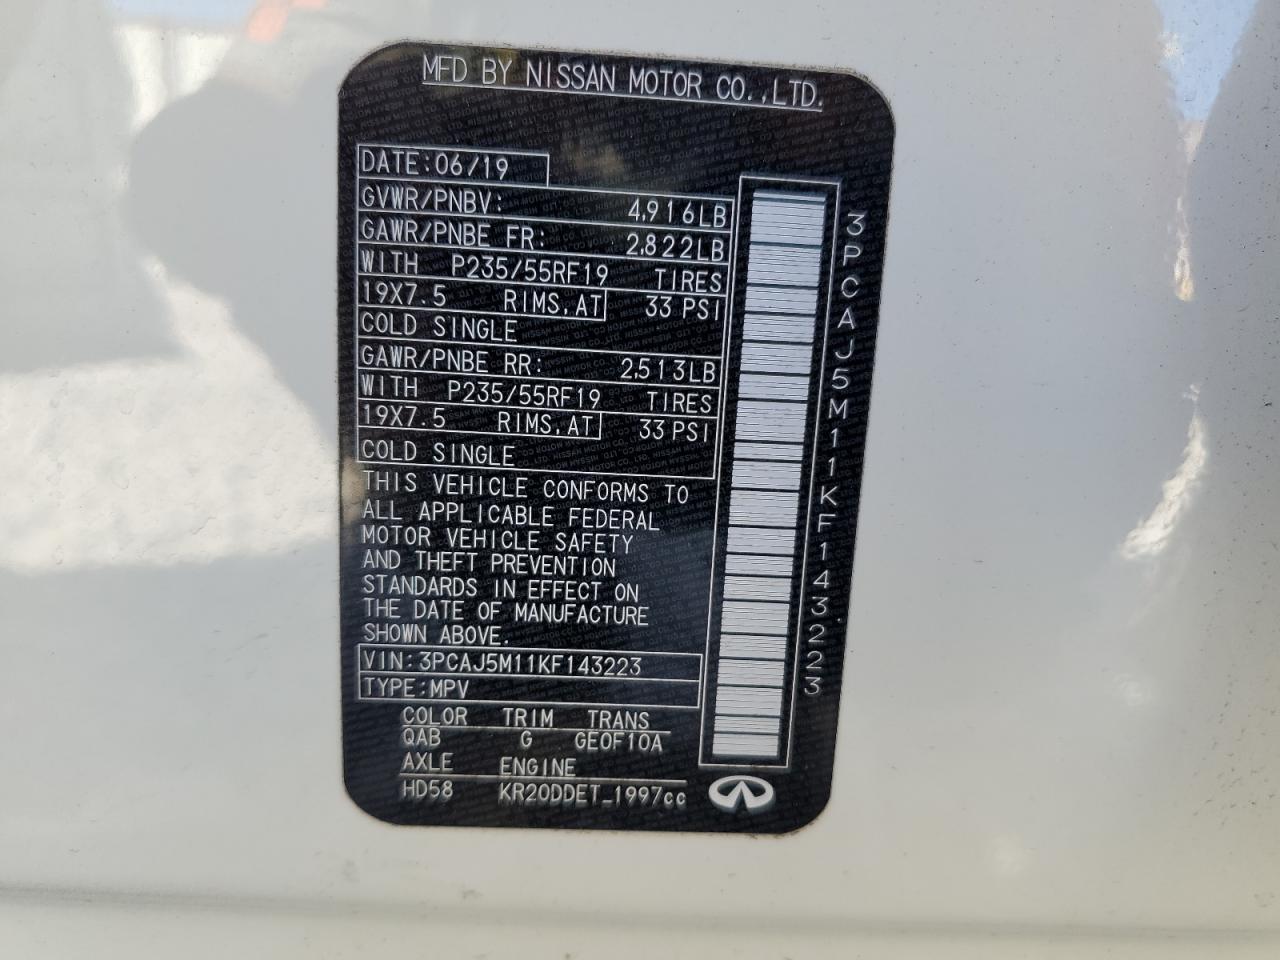 MFD BY NISSAN MOTOR CO.,LTD.
DATE:06/19
GVWR/PNBV: 4,916LB
GAWR/PNBE FR: 2,822LB
WITH P235/55RF19 TIRES
19X7.5 RIMS,AT 33 PSI
COLD SINGLE
GAWR/PNBE RR: 2,513LB
WITH P235/55RF19 TIRES
19X7.5 RIMS,AT 33 PSI
COLD SINGLE
THIS VEHICLE CONFORMS TO
ALL APPLICABLE FEDERAL
MOTOR VEHICLE SAFETY
AND THEFT PREVENTION
STANDARDS IN EFFECT ON
THE DATE OF MANUFACTURE
SHOWN ABOVE.
VIN:3PCAJ5M11KF143223
TYPE:MPV
COLOR TRIM TRANS
QAB G GE0F10A
AXLE ENGINE
HD58 KR20DDET_1997cc
3PCAJ5M11KF143223